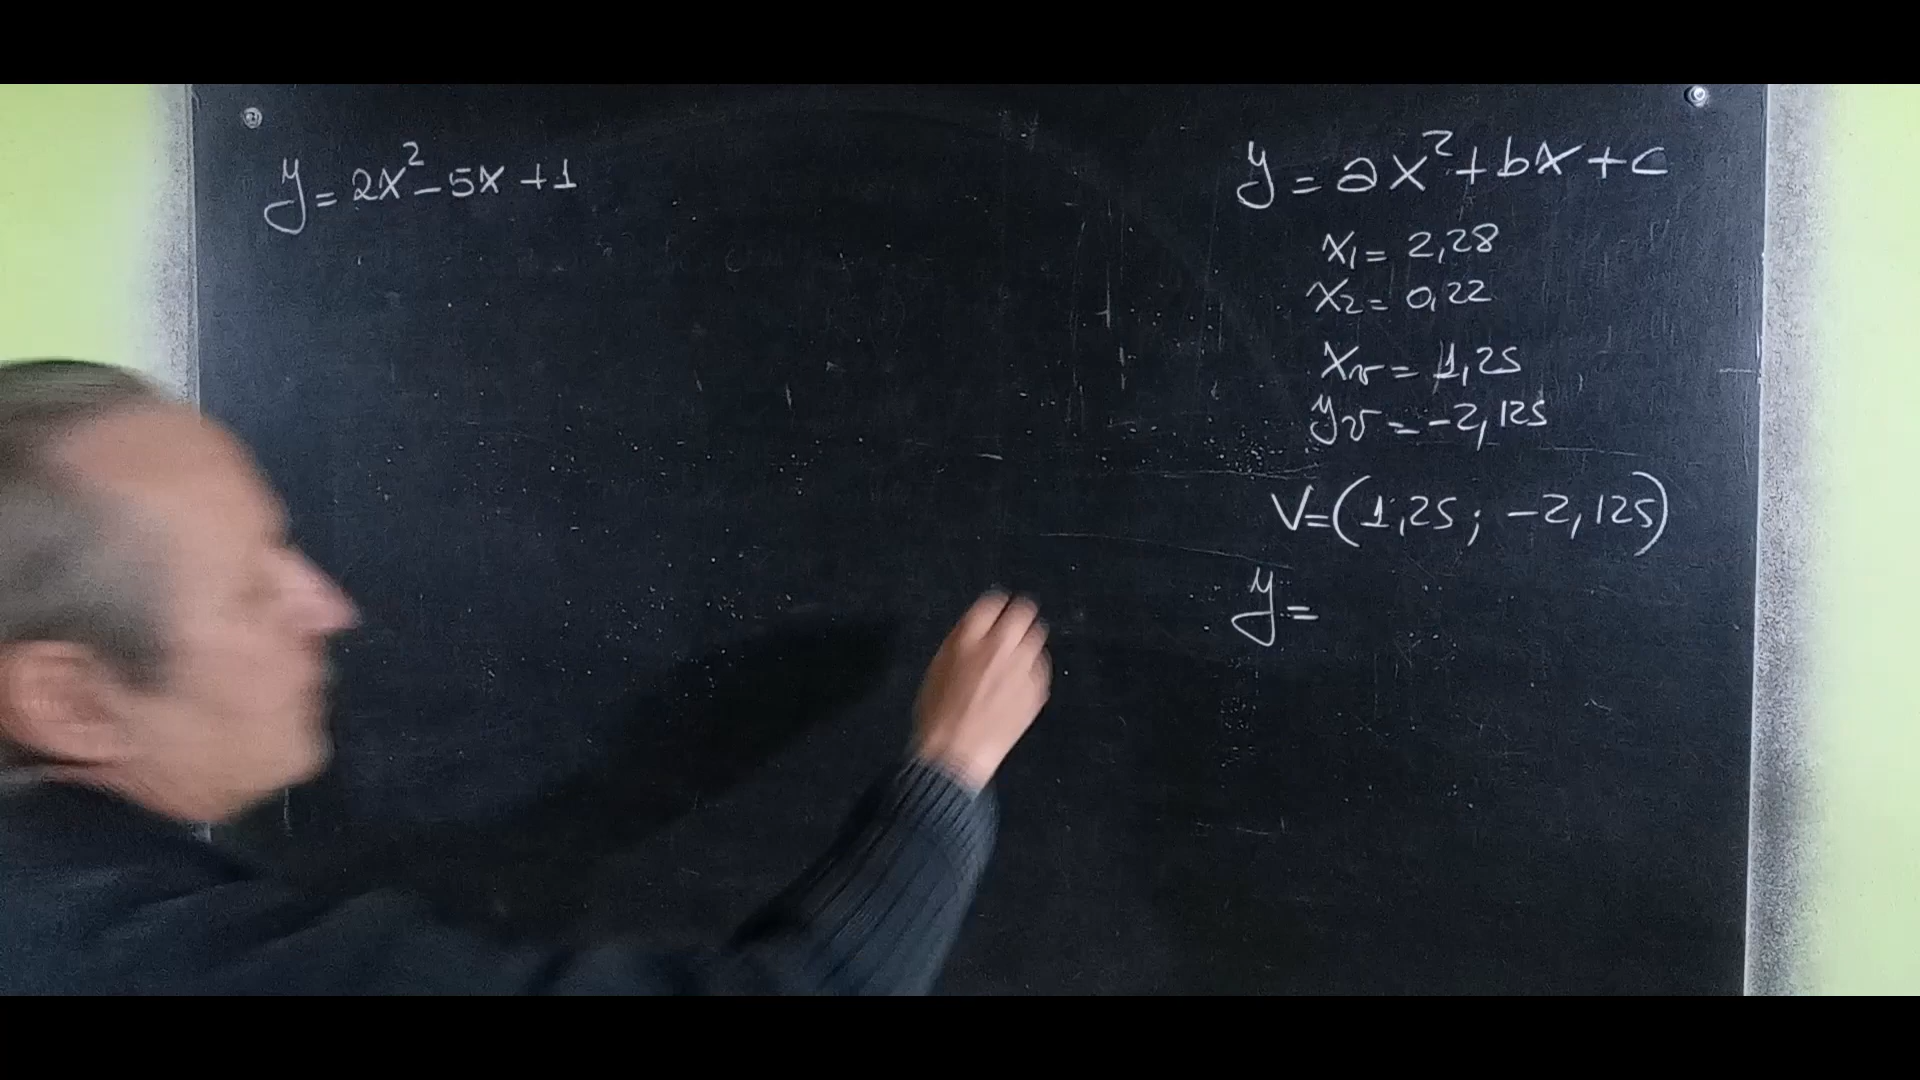 y = 2x² - 5x + 1
y = ax² + bx + c
x₁ = 2,28
x₂ = 0,22
xᵥ = 1,25
yᵥ = -2,125
V = (1,25 ; -2,125)
y =